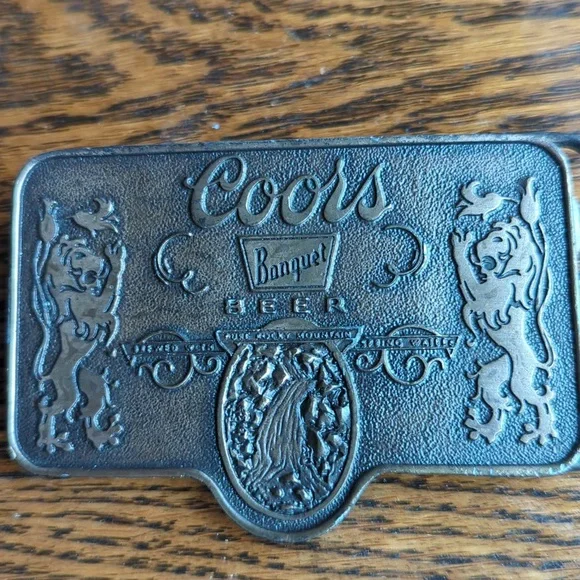 Coors
Banquet
BEER
BREWED WITH PURE ROCKY MOUNTAIN SPRING WATER